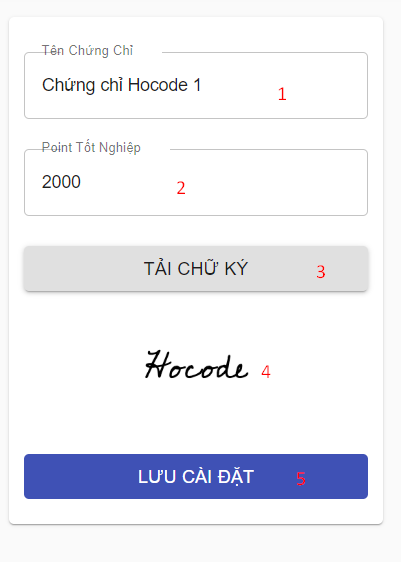 Tên Chứng Chỉ
Chứng chỉ Hocode 1
1
Point Tốt Nghiệp
2000
2
TẢI CHỮ KÝ
3
Hocode
4
LƯU CÀI ĐẶT
5